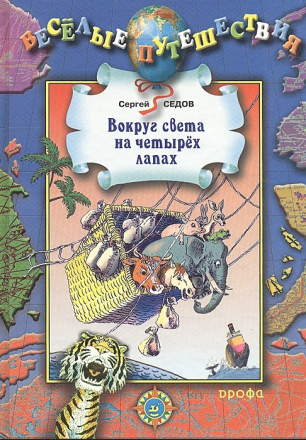 ВЕСЁЛЫЕ ПУТЕШЕСТВИЯ
Сергей СЕДОВ
Вокруг света
на четырёх
лапах
дрофа